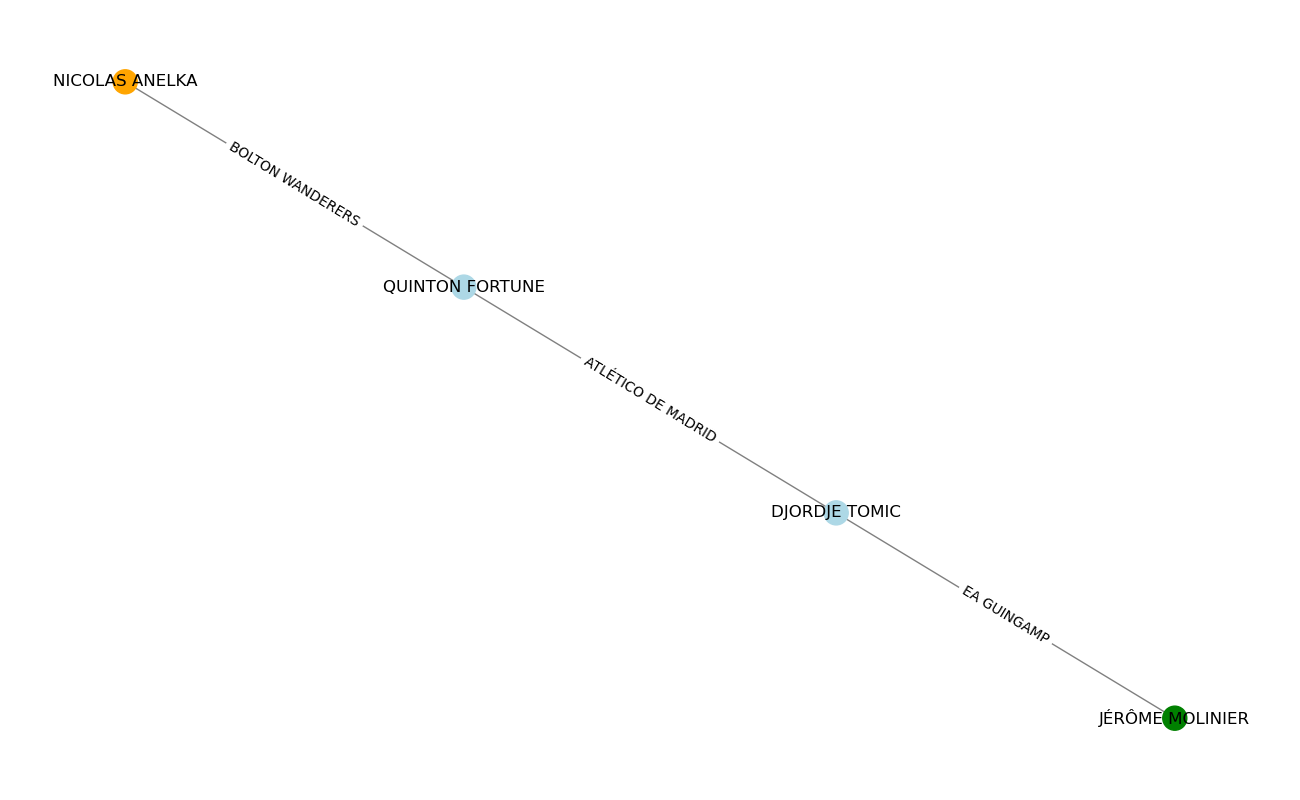 NICOLAS ANELKA
BOLTON WANDERERS
QUINTON FORTUNE
ATLÉTICO DE MADRID
DJORDJE TOMIC
EA GUINGAMP
JÉRÔME MOLINIER